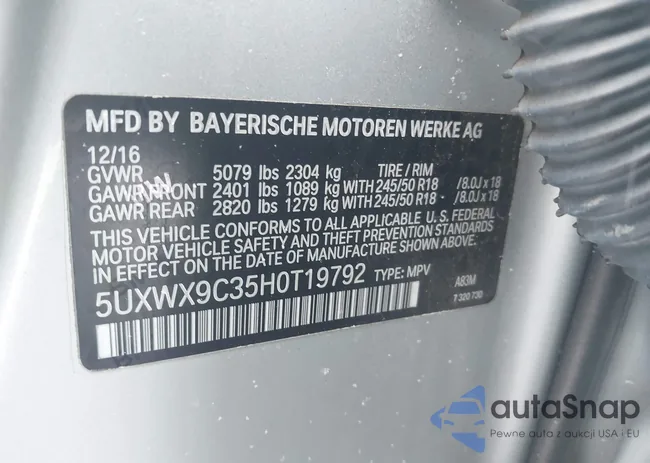 MFD BY BAYERISCHE MOTOREN WERKE AG
12/16
GVWR 5079 lbs 2304 kg TIRE / RIM
GAWR FRONT 2401 lbs 1089 kg WITH 245/50 R18 /8.0J x 18
GAWR REAR 2820 lbs 1279 kg WITH 245/50 R18 - /8.0J x 18
THIS VEHICLE CONFORMS TO ALL APPLICABLE U. S. FEDERAL
MOTOR VEHICLE SAFETY AND THEFT PREVENTION STANDARDS
IN EFFECT ON THE DATE OF MANUFACTURE SHOWN ABOVE.
5UXWX9C35H0T19792 TYPE: MPV A83M
T 320 730
autoSnap
Pewne auta z aukcji USA i EU